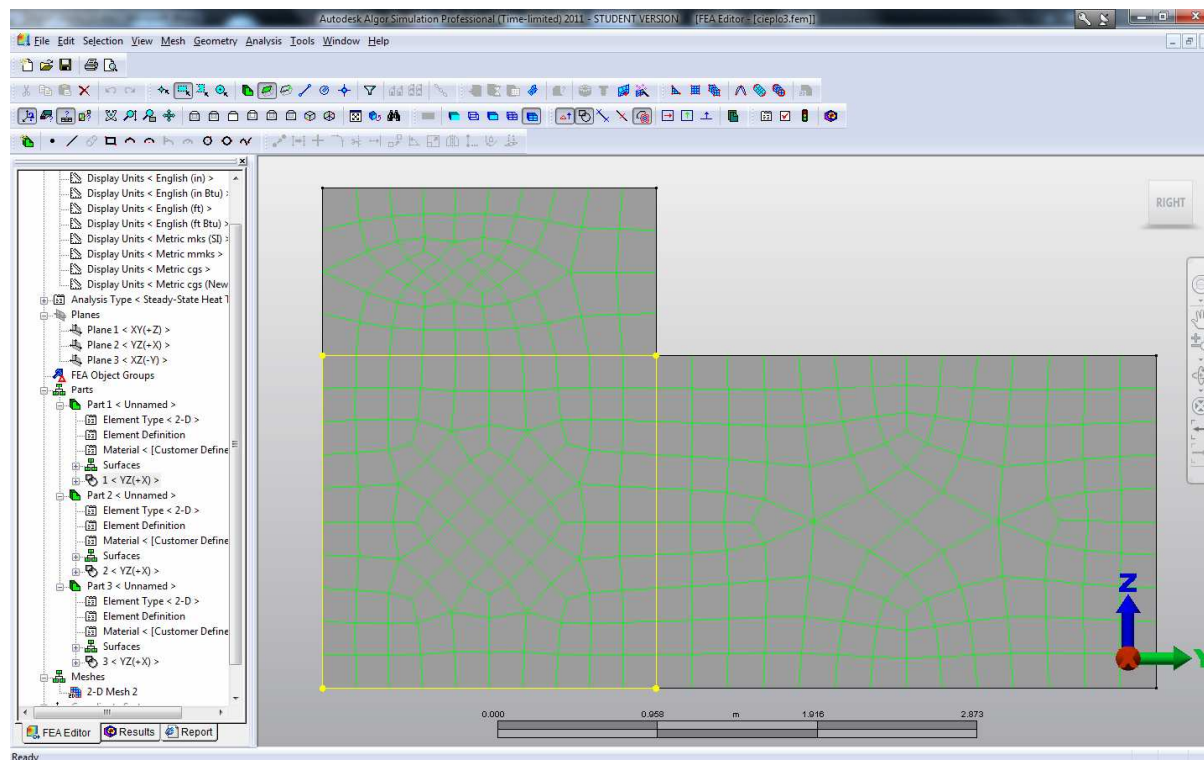 Autodesk Algor Simulation Professional (Time-limited) 2011 - STUDENT VERSION [FEA Editor - [cieplo3.fem]]
File Edit Selection View Mesh Geometry Analysis Tools Window Help
Display Units < English (in) >
Display Units < English (in Btu) >
Display Units < English (ft) >
Display Units < English (ft Btu) >
Display Units < Metric mks (SI) >
Display Units < Metric mmks >
Display Units < Metric cgs >
Display Units < Metric cgs (New
Analysis Type < Steady-State Heat T
Planes
Plane 1 < XY(+Z) >
Plane 2 < YZ(+X) >
Plane 3 < XZ(-Y) >
FEA Object Groups
Parts
Part 1 < Unnamed >
Element Type < 2-D >
Element Definition
Material < [Customer Define
Surfaces
1 < YZ(+X) >
Part 2 < Unnamed >
Element Type < 2-D >
Element Definition
Material < [Customer Define
Surfaces
2 < YZ(+X) >
Part 3 < Unnamed >
Element Type < 2-D >
Element Definition
Material < [Customer Define
Surfaces
3 < YZ(+X) >
Meshes
2-D Mesh 2
FEA Editor Results Report
Ready
RIGHT
Z
X
Y
0.000 0.958 m 1.916 2.873